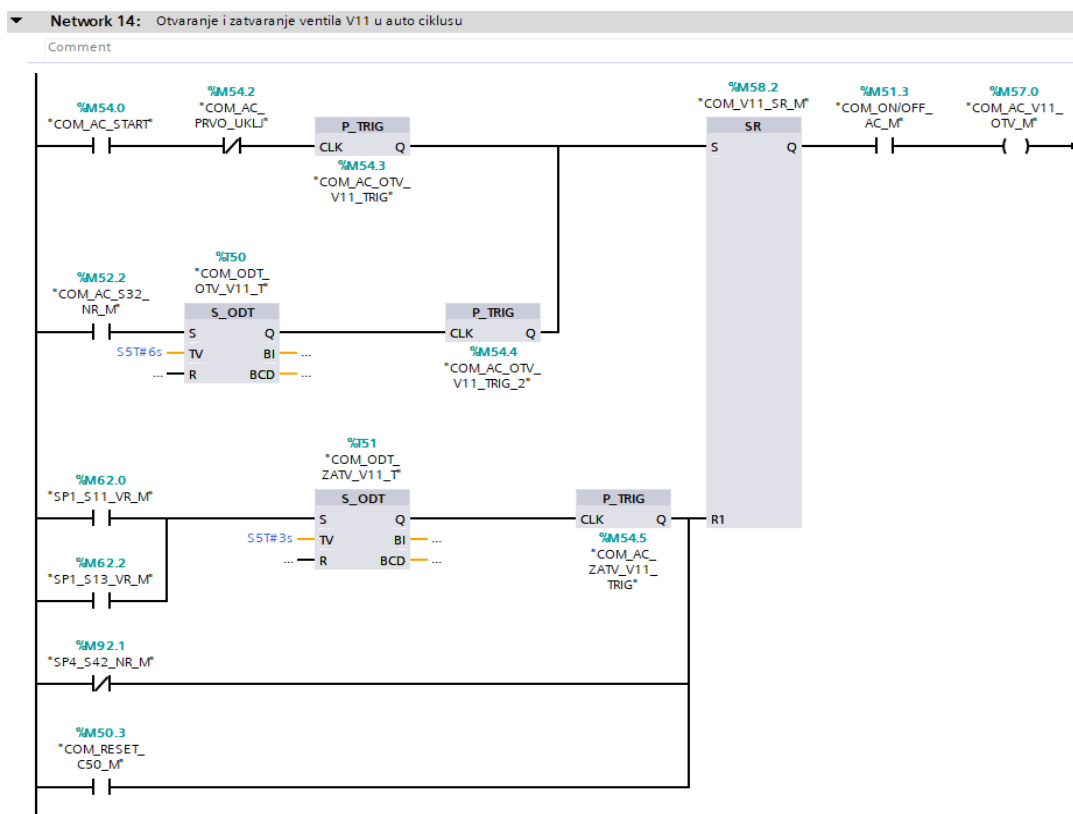 Network 14: Otvaranje i zatvaranje ventila V11 u auto ciklusu
Comment
%M54.0
"COM_AC_START"
%M54.2
"COM_AC_
PRVO_UKLJ"
P_TRIG
CLK Q
%M54.3
"COM_AC_OTV_
V11_TRIG"
%M58.2
"COM_V11_SR_M"
SR
S Q
R1
%M51.3
"COM_ON/OFF_
AC_M"
%M57.0
"COM_AC_V11_
OTV_M"
%M52.2
"COM_AC_S32_
NR_M"
%T50
"COM_ODT_
OTV_V11_T"
S_ODT
S Q
S5T#6s TV BI ...
... R BCD ...
P_TRIG
CLK Q
%M54.4
"COM_AC_OTV_
V11_TRIG_2"
%M62.0
"SP1_S11_VR_M"
%T51
"COM_ODT_
ZATV_V11_T"
S_ODT
S Q
S5T#3s TV BI ...
... R BCD ...
P_TRIG
CLK Q
%M54.5
"COM_AC_
ZATV_V11_
TRIG"
%M62.2
"SP1_S13_VR_M"
%M92.1
"SP4_S42_NR_M"
%M50.3
"COM_RESET_
C50_M"